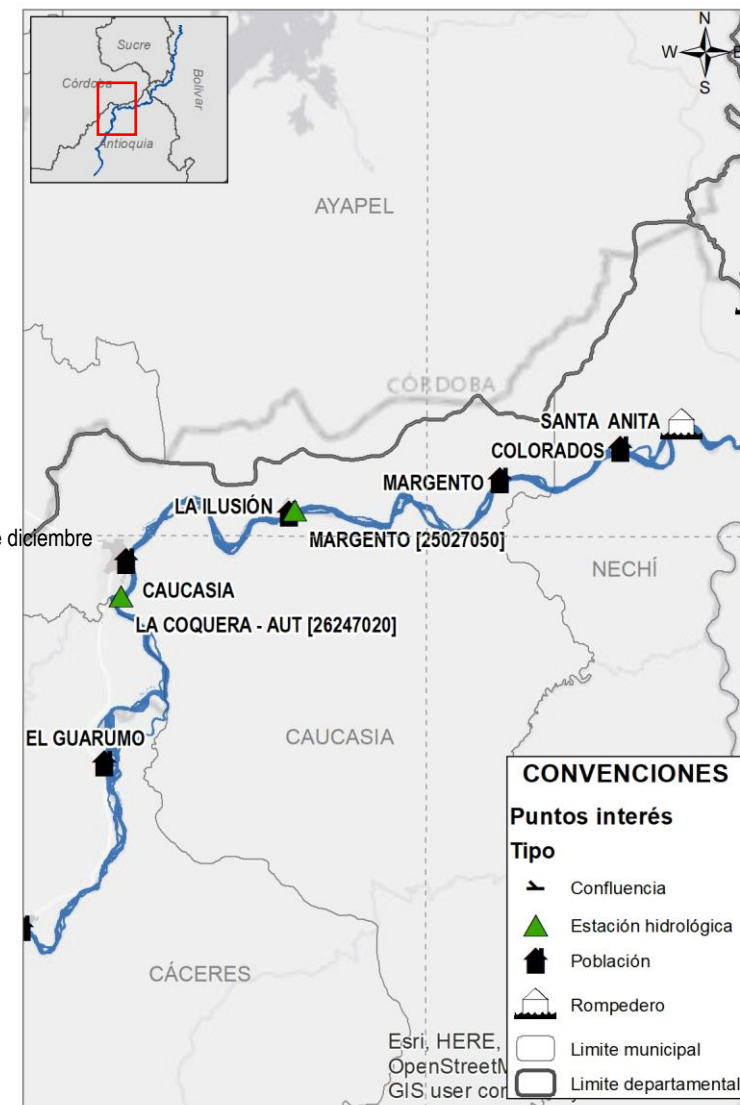 Sucre
Córdoba
Bolívar
Antioquia
N
W
E
S
AYAPEL
CÓRDOBA
SANTA ANITA
COLORADOS
MARGENTO
LA ILUSIÓN
MARGENTO [25027050]
diciembre
NECHÍ
CAUCASIA
LA COQUERA - AUT [26247020]
EL GUARUMO
CAUCASIA
CÁCERES
CONVENCIONES
Puntos interés
Tipo
Confluencia
Estación hidrológica
Población
Rompedero
Limite municipal
Limite departamental
Esri, HERE,
OpenStreetM
GIS user con